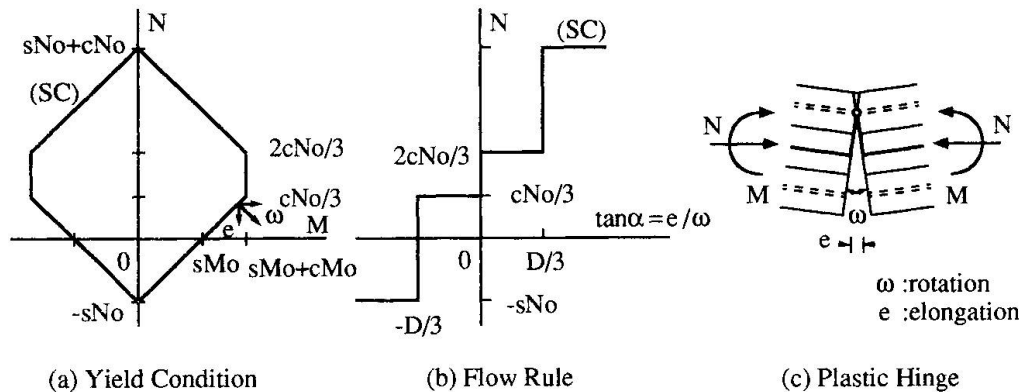 N
sNo+cNo
(SC)
2cNo/3
cNo/3
ω
e
M
0
sMo
sMo+cMo
-sNo
(a) Yield Condition
N
(SC)
2cNo/3
cNo/3
tanα=e/ω
0
D/3
-D/3
-sNo
(b) Flow Rule
N
N
M
M
ω
e
ω :rotation
e :elongation
(c) Plastic Hinge